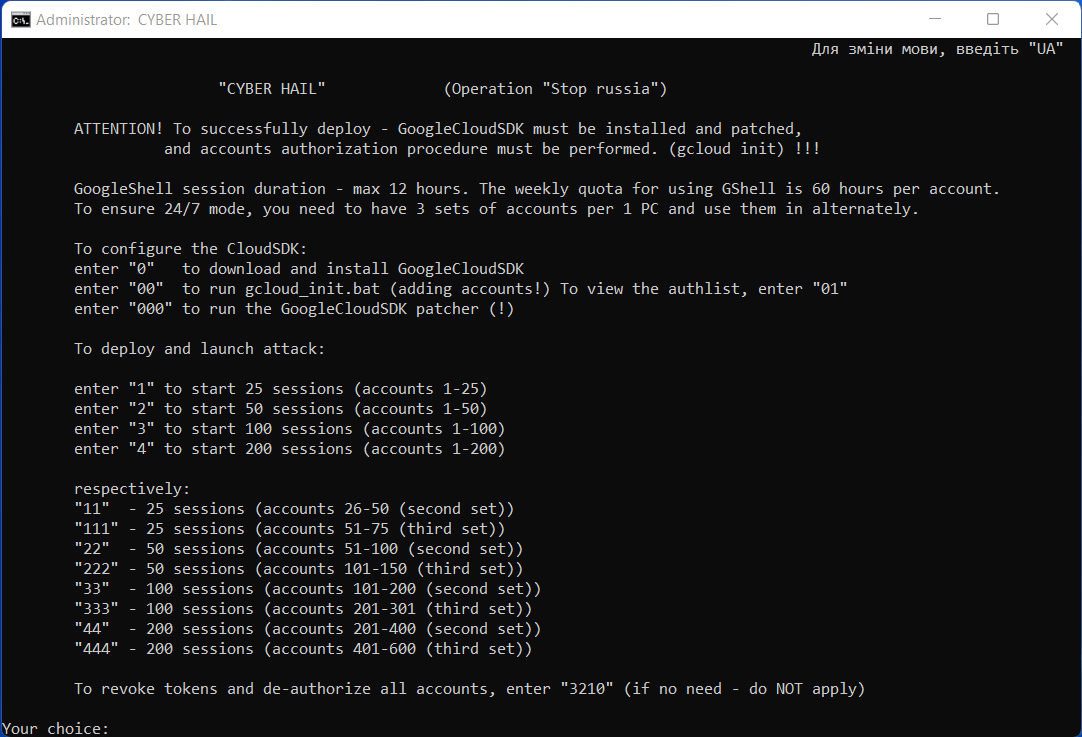 Administrator: CYBER HAIL
Для зміни мови, введіть "UA"
"CYBER HAIL" (Operation "Stop russia")
ATTENTION! To successfully deploy - GoogleCloudSDK must be installed and patched,
and accounts authorization procedure must be performed. (gcloud init) !!!
GoogleShell session duration - max 12 hours. The weekly quota for using GShell is 60 hours per account.
To ensure 24/7 mode, you need to have 3 sets of accounts per 1 PC and use them in alternately.
To configure the CloudSDK:
enter "0" to download and install GoogleCloudSDK
enter "00" to run gcloud_init.bat (adding accounts!) To view the authlist, enter "01"
enter "000" to run the GoogleCloudSDK patcher (!)
To deploy and launch attack:
enter "1" to start 25 sessions (accounts 1-25)
enter "2" to start 50 sessions (accounts 1-50)
enter "3" to start 100 sessions (accounts 1-100)
enter "4" to start 200 sessions (accounts 1-200)
respectively:
"11" - 25 sessions (accounts 26-50 (second set))
"111" - 25 sessions (accounts 51-75 (third set))
"22" - 50 sessions (accounts 51-100 (second set))
"222" - 50 sessions (accounts 101-150 (third set))
"33" - 100 sessions (accounts 101-200 (second set))
"333" - 100 sessions (accounts 201-301 (third set))
"44" - 200 sessions (accounts 201-400 (second set))
"444" - 200 sessions (accounts 401-600 (third set))
To revoke tokens and de-authorize all accounts, enter "3210" (if no need - do NOT apply)
Your choice: